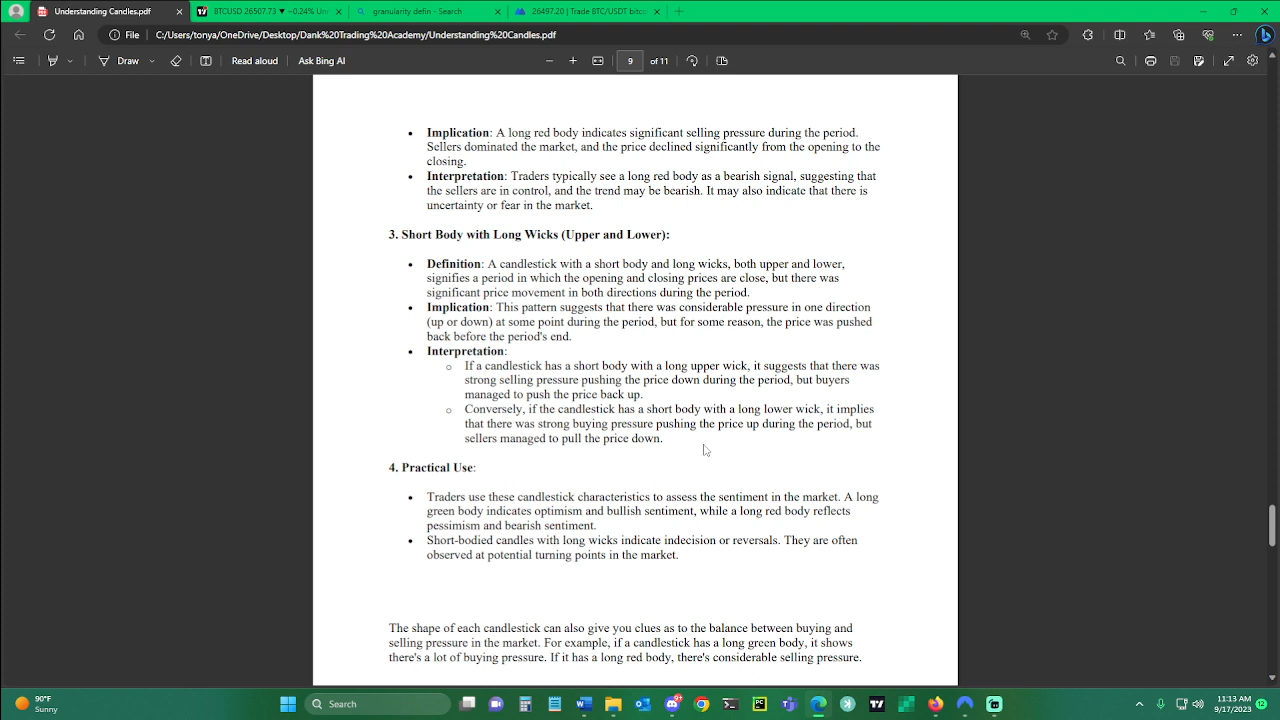 Understanding Candles.pdf
BTCUSD 26507.73 ▼ −0.24% Un
granularity defin - Search
26497.20 | Trade BTC/USDT bitc
File
C:/Users/tonya/OneDrive/Desktop/Dank%20Trading%20Academy/Understanding%20Candles.pdf
Draw
Read aloud
Ask Bing AI
9 of 11
• Implication: A long red body indicates significant selling pressure during the period.
Sellers dominated the market, and the price declined significantly from the opening to the
closing.
• Interpretation: Traders typically see a long red body as a bearish signal, suggesting that
the sellers are in control, and the trend may be bearish. It may also indicate that there is
uncertainty or fear in the market.
3. Short Body with Long Wicks (Upper and Lower):
• Definition: A candlestick with a short body and long wicks, both upper and lower,
signifies a period in which the opening and closing prices are close, but there was
significant price movement in both directions during the period.
• Implication: This pattern suggests that there was considerable pressure in one direction
(up or down) at some point during the period, but for some reason, the price was pushed
back before the period's end.
• Interpretation:
o If a candlestick has a short body with a long upper wick, it suggests that there was
strong selling pressure pushing the price down during the period, but buyers
managed to push the price back up.
o Conversely, if the candlestick has a short body with a long lower wick, it implies
that there was strong buying pressure pushing the price up during the period, but
sellers managed to pull the price down.
4. Practical Use:
• Traders use these candlestick characteristics to assess the sentiment in the market. A long
green body indicates optimism and bullish sentiment, while a long red body reflects
pessimism and bearish sentiment.
• Short-bodied candles with long wicks indicate indecision or reversals. They are often
observed at potential turning points in the market.
The shape of each candlestick can also give you clues as to the balance between buying and
selling pressure in the market. For example, if a candlestick has a long green body, it shows
there's a lot of buying pressure. If it has a long red body, there's considerable selling pressure.
90°F
Sunny
Search
11:13 AM
9/17/2023